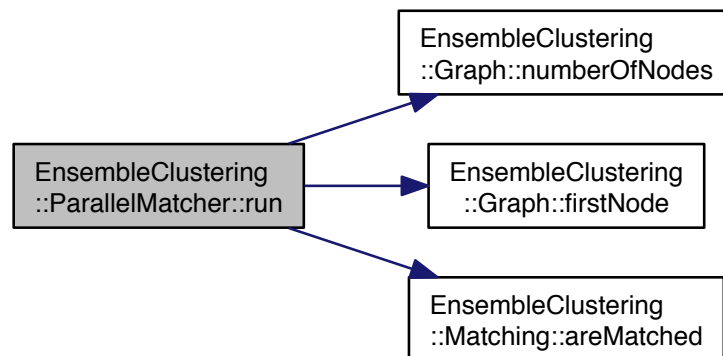 EnsembleClustering
::Graph::numberOfNodes
EnsembleClustering
::ParallelMatcher::run
EnsembleClustering
::Graph::firstNode
EnsembleClustering
::Matching::areMatched